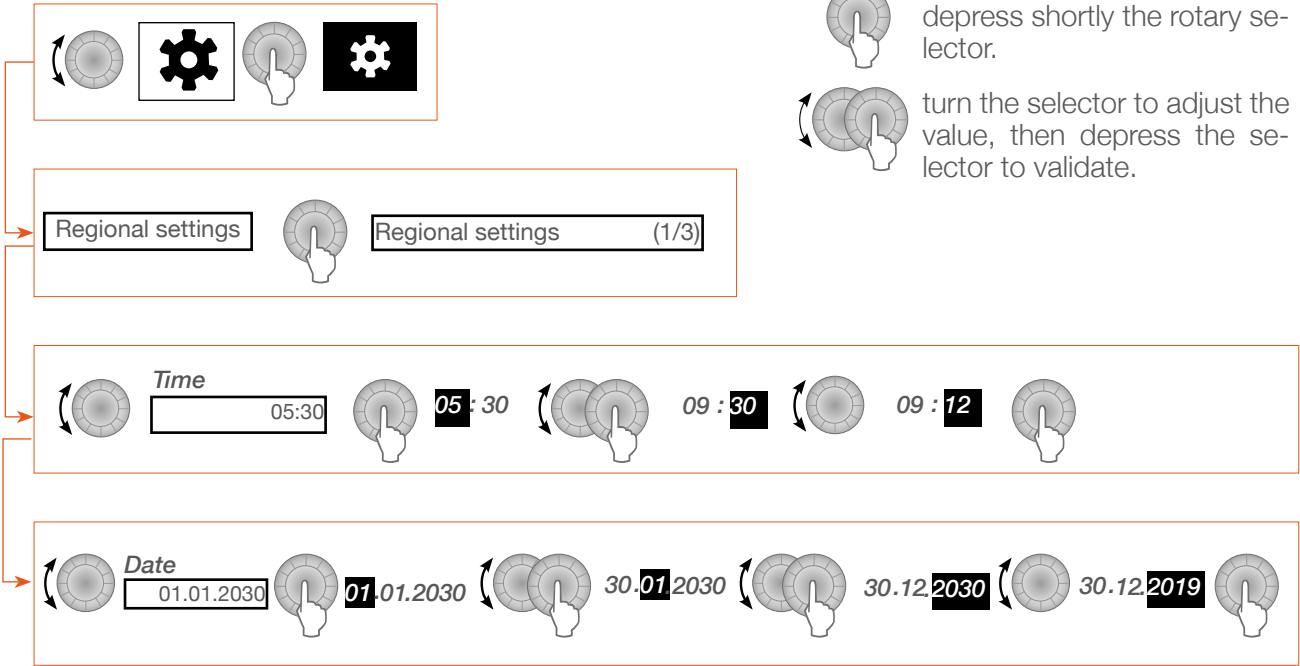 depress shortly the rotary se-
lector.
turn the selector to adjust the
value, then depress the se-
lector to validate.
Regional settings
Regional settings (1/3)
Time
05:30
05 : 30
09 : 30
09 : 12
Date
01.01.2030
01.01.2030
30.01.2030
30.12.2030
30.12.2019